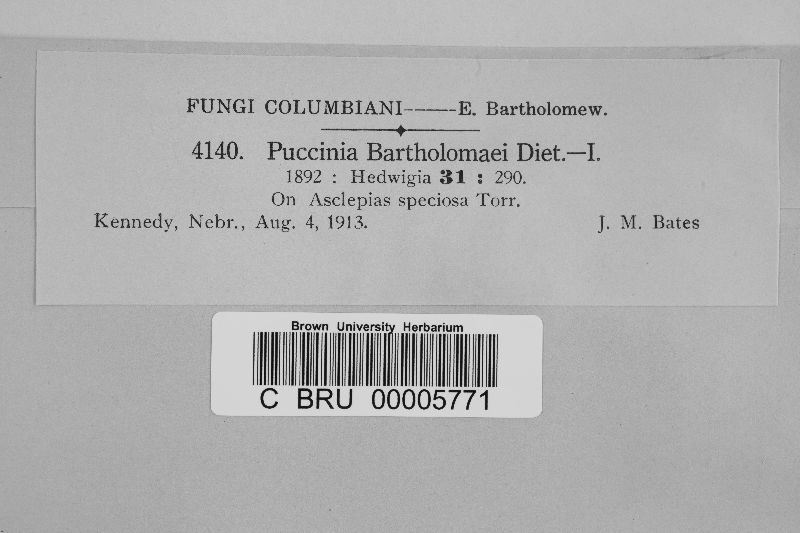 FUNGI COLUMBIANI——E. Bartholomew.
4140. Puccinia Bartholomaei Diet.—I.
1892 : Hedwigia 31 : 290.
On Asclepias speciosa Torr.
Kennedy, Nebr., Aug. 4, 1913. J. M. Bates
Brown University Herbarium
C BRU 00005771